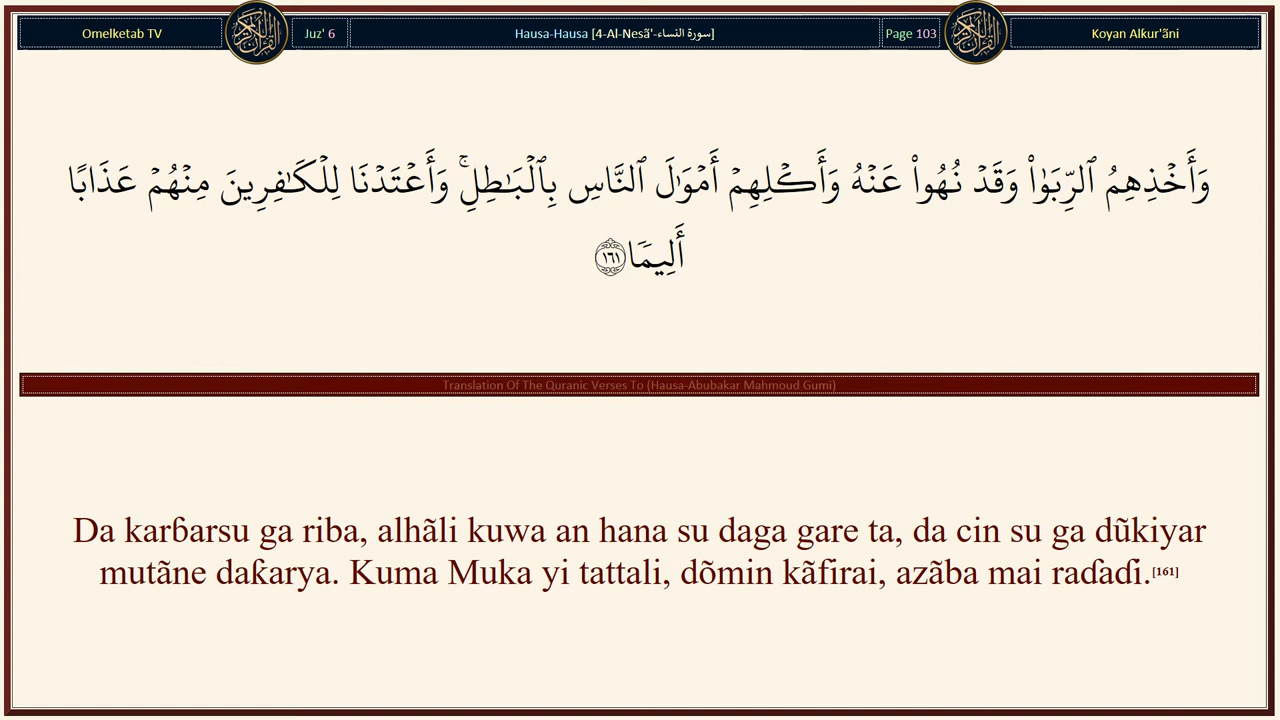 Omelketab TV
Juz' 6
Hausa-Hausa [4-Al-Nesã'-سورة النساء]
Page 103
Koyan Alƙur'ãni
وَأَخْذِهِمُ ٱلرِّبَوٰا۟ وَقَدْ نُهُوا۟ عَنْهُ وَأَكْلِهِمْ أَمْوَٰلَ ٱلنَّاسِ بِٱلْبَـٰطِلِ ۚ وَأَعْتَدْنَا لِلْكَـٰفِرِينَ مِنْهُمْ عَذَابًا
أَلِيمًا ١٦١
Translation Of The Quranic Verses To (Hausa-Abubakar Mahmoud Gumi)
Da karɓarsu ga riba, alhãli kuwa an hana su daga gare ta, da cin su ga dũkiyar
mutãne daƙarya. Kuma Muka yi tattali, dõmin kãfirai, azãba mai raɗaɗi.[161]